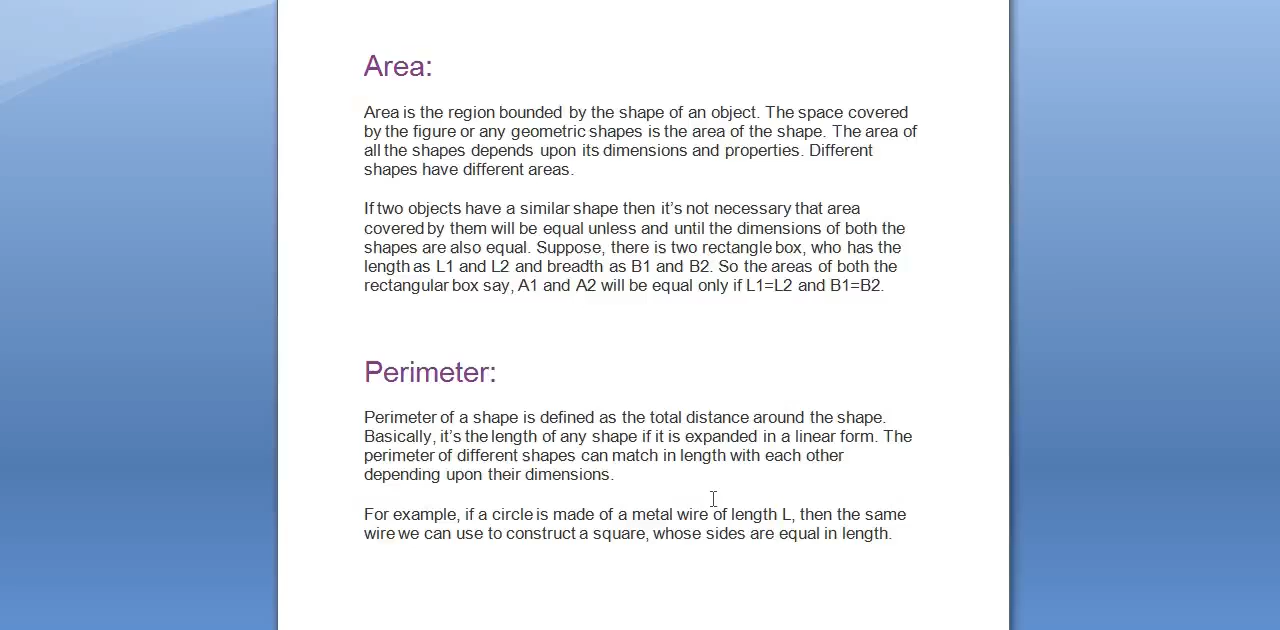 Area:
Area is the region bounded by the shape of an object. The space covered
by the figure or any geometric shapes is the area of the shape. The area of
all the shapes depends upon its dimensions and properties. Different
shapes have different areas.
If two objects have a similar shape then it’s not necessary that area
covered by them will be equal unless and until the dimensions of both the
shapes are also equal. Suppose, there is two rectangle box, who has the
length as L1 and L2 and breadth as B1 and B2. So the areas of both the
rectangular box say, A1 and A2 will be equal only if L1=L2 and B1=B2.
Perimeter:
Perimeter of a shape is defined as the total distance around the shape.
Basically, it’s the length of any shape if it is expanded in a linear form. The
perimeter of different shapes can match in length with each other
depending upon their dimensions.
For example, if a circle is made of a metal wire of length L, then the same
wire we can use to construct a square, whose sides are equal in length.